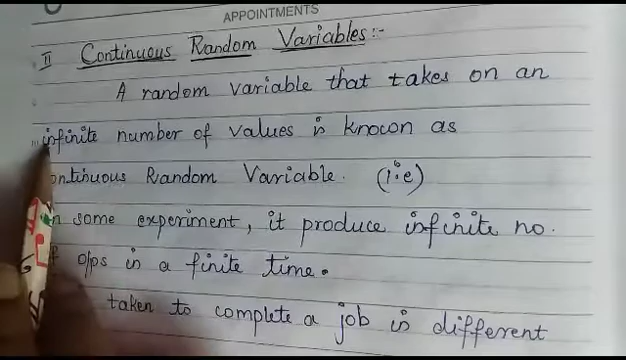 APPOINTMENTS
II Continuous Random Variables:-
A random variable that takes on an
infinite number of values is known as
ontinuous Random Variable. (i.e)
n some experiment, it produce infinite no.
f o/ps in a finite time.
taken to complete a job is different